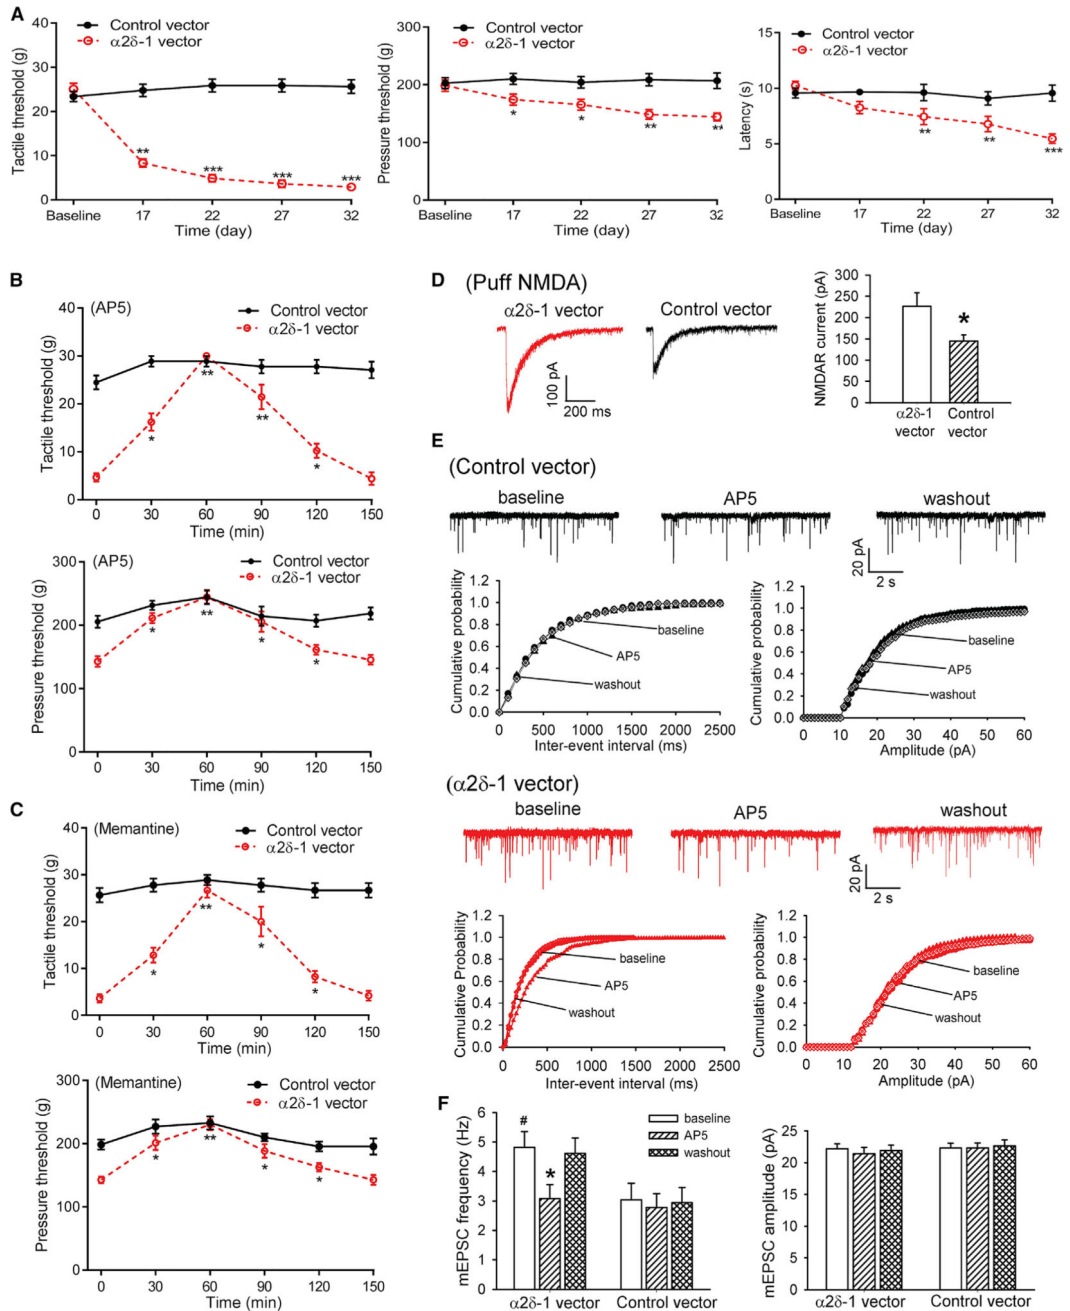 A
Control vector
α2δ-1 vector
Tactile threshold (g)
40
30
20
10
0
** *** *** ***
Baseline 17 22 27 32
Time (day)
Control vector
α2δ-1 vector
Pressure threshold (g)
300
200
100
0
* * ** **
Baseline 17 22 27 32
Time (day)
Control vector
α2δ-1 vector
Latency (s)
15
10
5
0
** ** ***
Baseline 17 22 27 32
Time (day)
B
(AP5)
Control vector
α2δ-1 vector
Tactile threshold (g)
40
30
20
10
0
* ** ** *
0 30 60 90 120 150
Time (min)
(AP5)
Control vector
α2δ-1 vector
Pressure threshold (g)
300
200
100
0
* ** * *
0 30 60 90 120 150
Time (min)
C
(Memantine)
Control vector
α2δ-1 vector
Tactile threshold (g)
40
30
20
10
0
* ** * *
0 30 60 90 120 150
Time (min)
(Memantine)
Control vector
α2δ-1 vector
Pressure threshold (g)
300
200
100
0
* ** * *
0 30 60 90 120 150
Time (min)
D
(Puff NMDA)
α2δ-1 vector Control vector
100 pA
200 ms
NMDAR current (pA)
300
250
200
150
100
50
0
*
α2δ-1 Control
vector vector
E
(Control vector)
baseline AP5 washout
20 pA
2 s
Cumulative probability
1.2
1.0
0.8
0.6
0.4
0.2
0.0
baseline
AP5
washout
0 500 1000 1500 2000 2500
Inter-event interval (ms)
Cumulative probability
1.2
1.0
0.8
0.6
0.4
0.2
0.0
baseline
AP5
washout
0 10 20 30 40 50 60
Amplitude (pA)
(α2δ-1 vector)
baseline AP5 washout
20 pA
2 s
Cumulative Probability
1.2
1.0
0.8
0.6
0.4
0.2
0.0
baseline
AP5
washout
0 500 1000 1500 2000 2500
Inter-event interval (ms)
Cumulative probability
1.2
1.0
0.8
0.6
0.4
0.2
0.0
baseline
AP5
washout
0 10 20 30 40 50 60
Amplitude (pA)
F
mEPSC frequency (Hz)
6
5
4
3
2
1
0
#
*
baseline
AP5
washout
α2δ-1 vector Control vector
mEPSC amplitude (pA)
25
20
15
10
5
0
α2δ-1 vector Control vector